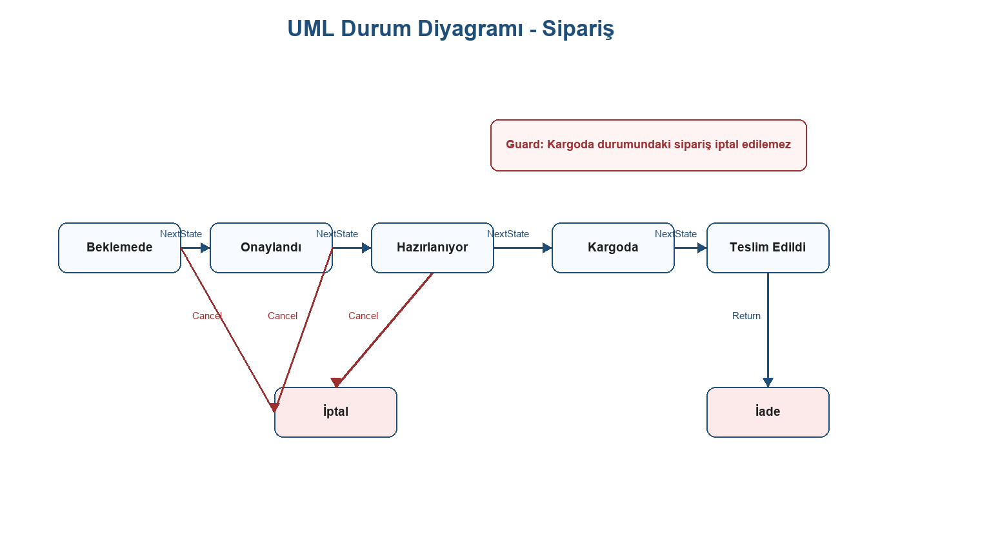 UML Durum Diyagramı - Sipariş
Guard: Kargoda durumundaki sipariş iptal edilemez
NextState
NextState
NextState
NextState
Beklemede
Onaylandı
Hazırlanıyor
Kargoda
Teslim Edildi
Cancel
Cancel
Cancel
Return
İptal
İade